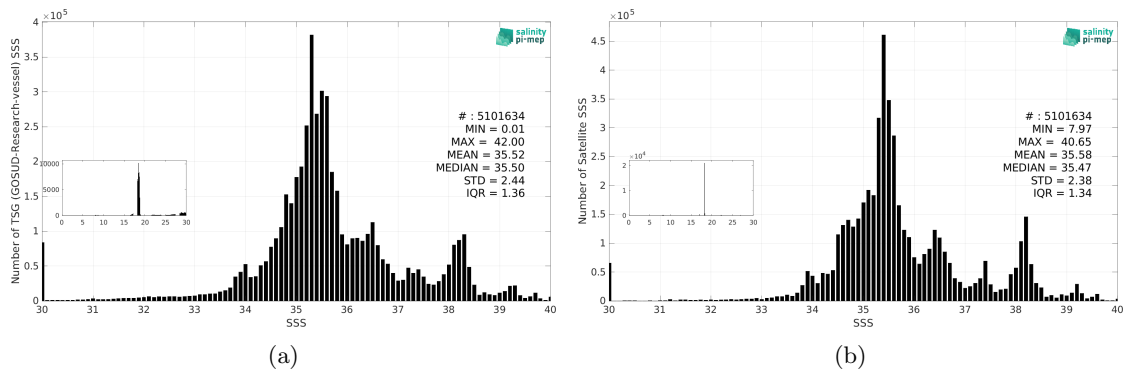 ×10^5
4
3.5
3
2.5
2
1.5
1
0.5
0
Number of TSG (GOSUD-Research-vessel) SSS
salinity
pi-mep
# : 5101634
MIN = 0.01
MAX = 42.00
MEAN = 35.52
MEDIAN = 35.50
STD = 2.44
IQR = 1.36
10000
5000
0
0 5 10 15 20 25 30
30 31 32 33 34 35 36 37 38 39 40
SSS
(a)
×10^5
4.5
4
3.5
3
2.5
2
1.5
1
0.5
0
Number of Satellite SSS
salinity
pi-mep
# : 5101634
MIN = 7.97
MAX = 40.65
MEAN = 35.58
MEDIAN = 35.47
STD = 2.38
IQR = 1.34
×10^4
2
1
0
0 5 10 15 20 25 30
30 31 32 33 34 35 36 37 38 39 40
SSS
(b)